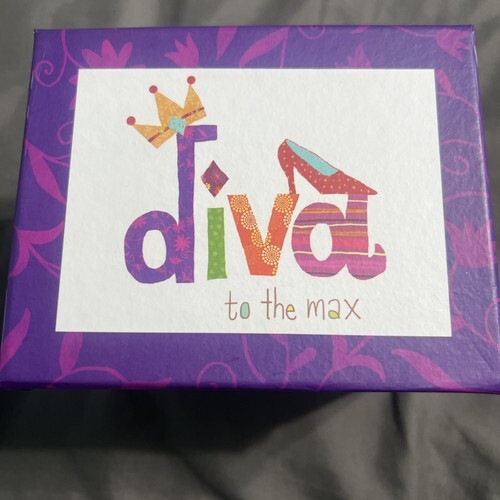 diva
to the max